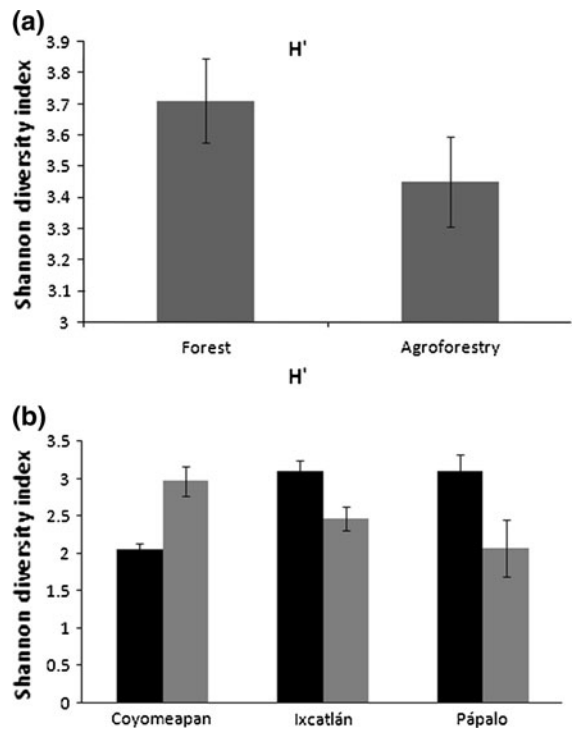 (a)
H'
Shannon diversity index
3.9
3.8
3.7
3.6
3.5
3.4
3.3
3.2
3.1
3
Forest Agroforestry
H'
(b)
Shannon diversity index
3.5
3
2.5
2
1.5
1
0.5
0
Coyomeapan Ixcatlán Pápalo